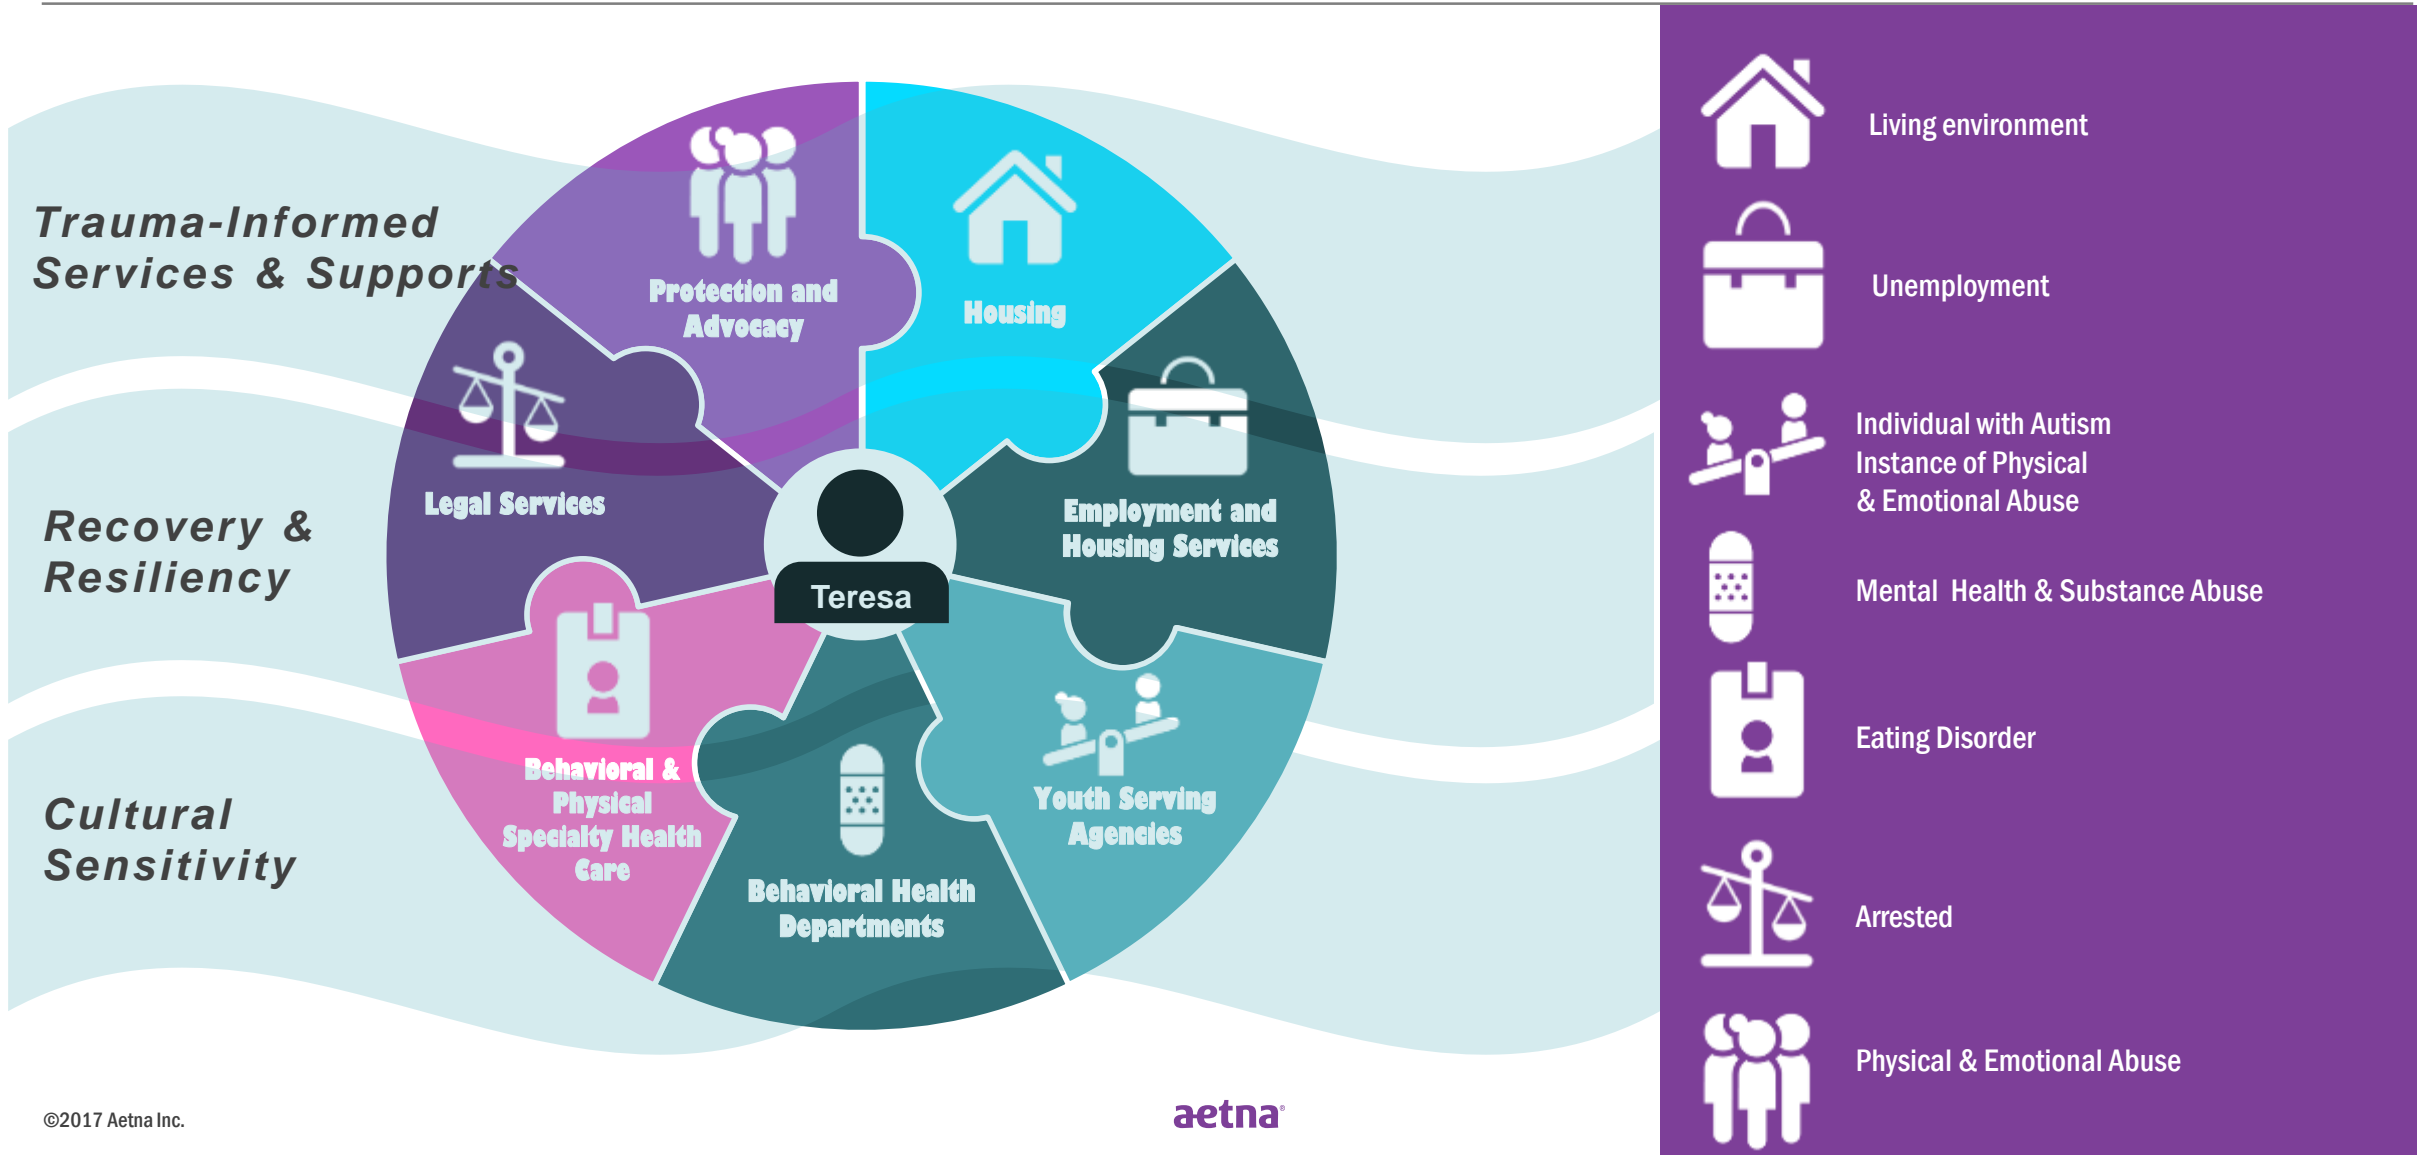 Trauma-Informed
Services & Supports
Recovery &
Resiliency
Cultural
Sensitivity
Protection and
Advocacy
Housing
Legal Services
Employment and
Housing Services
Teresa
Behavioral &
Physical
Specialty Health
Care
Youth Serving
Agencies
Behavioral Health
Departments
Living environment
Unemployment
Individual with Autism
Instance of Physical
& Emotional Abuse
Mental Health & Substance Abuse
Eating Disorder
Arrested
Physical & Emotional Abuse
©2017 Aetna Inc.
aetna®